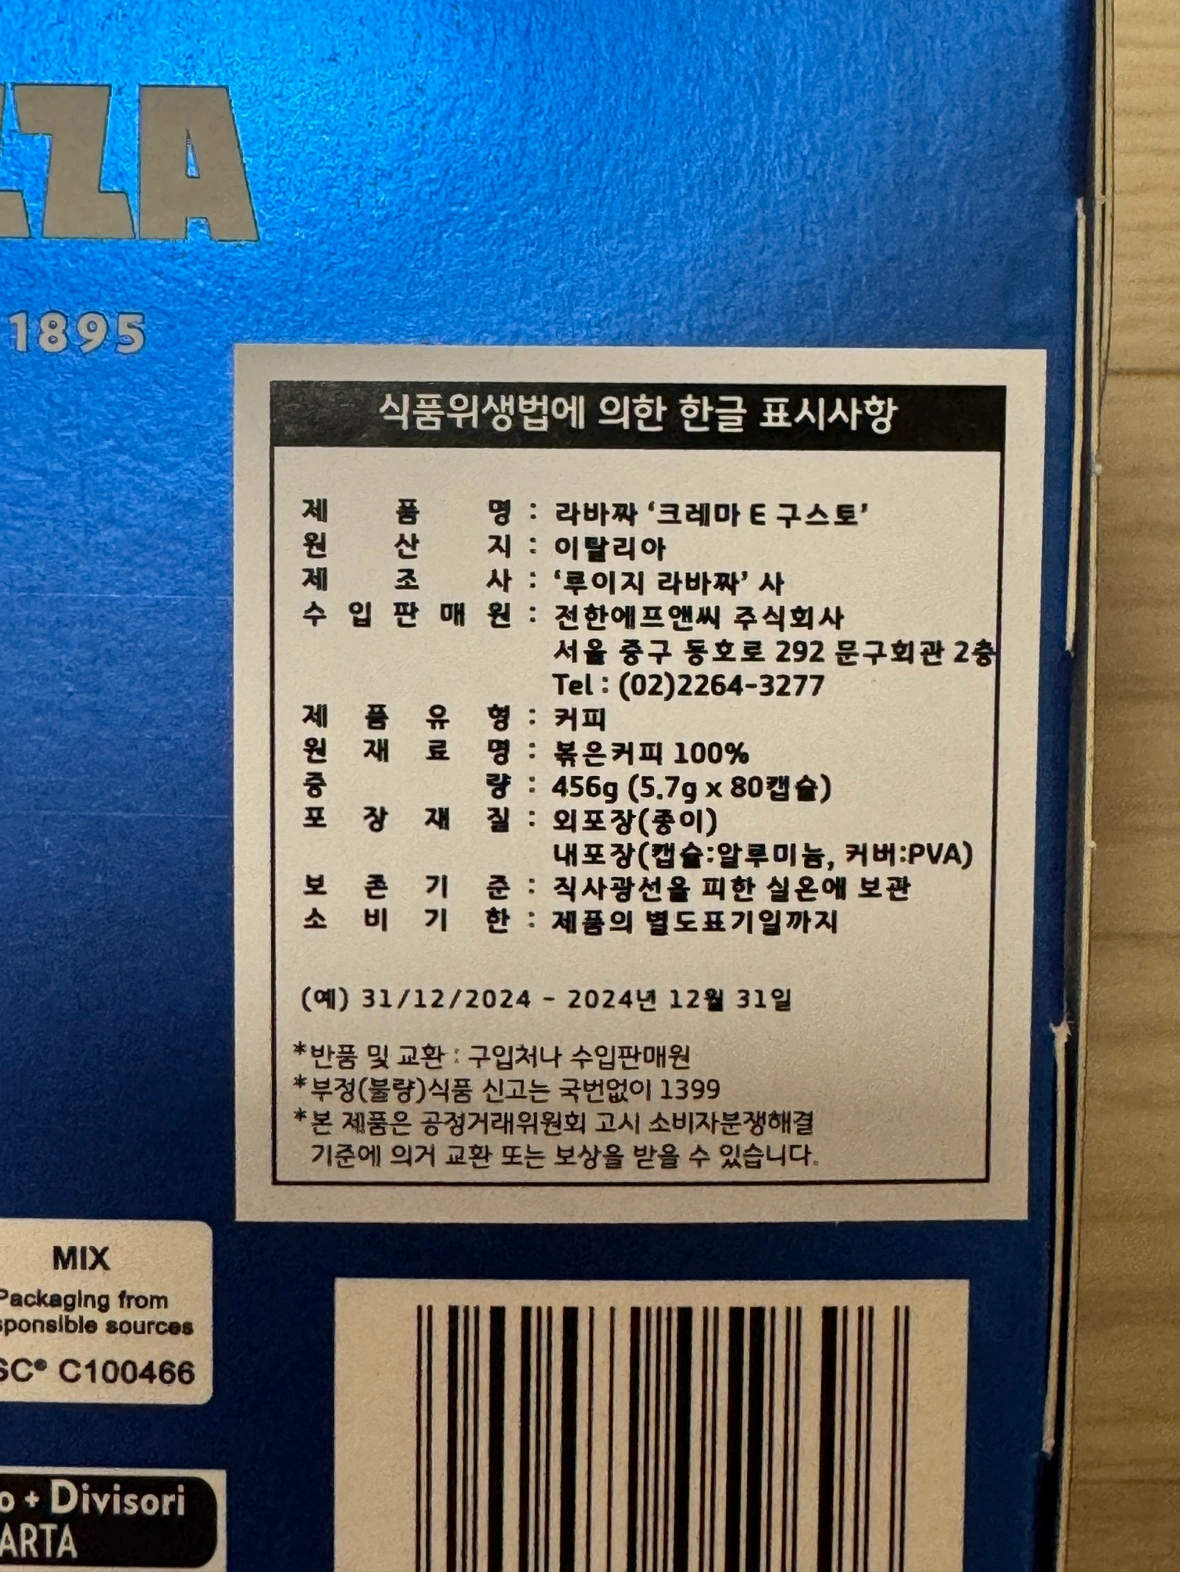 ZZA
1895
식품위생법에 의한 한글 표시사항
제 품 명 : 라바짜 ‘크레마 E 구스토’
원 산 지 : 이탈리아
제 조 사 : ‘루이지 라바짜’ 사
수 입 판 매 원 : 전한에프앤씨 주식회사
서울 중구 동호로 292 문구회관 2층
Tel : (02)2264-3277
제 품 유 형 : 커피
원 재 료 명 : 볶은커피 100%
중 량 : 456g (5.7g x 80캡슐)
포 장 재 질 : 외포장(종이)
내포장(캡슐:알루미늄, 커버:PVA)
보 존 기 준 : 직사광선을 피한 실온에 보관
소 비 기 한 : 제품의 별도표기일까지
(예) 31/12/2024 - 2024년 12월 31일
*반품 및 교환 : 구입처나 수입판매원
*부정(불량)식품 신고는 국번없이 1399
*본 제품은 공정거래위원회 고시 소비자분쟁해결
기준에 의거 교환 또는 보상을 받을 수 있습니다.
MIX
Packaging from
sponsible sources
SC® C100466
o + Divisori
ARTA